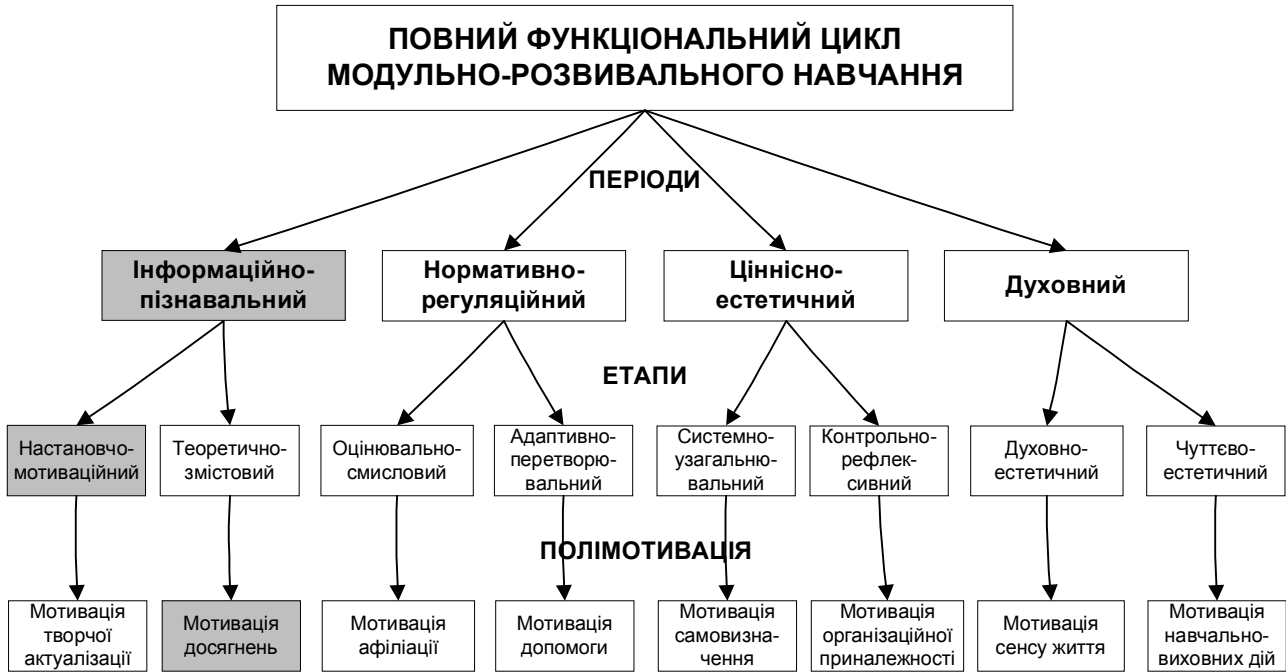 ПОВНИЙ ФУНКЦІОНАЛЬНИЙ ЦИКЛ
МОДУЛЬНО-РОЗВИВАЛЬНОГО НАВЧАННЯ
ПЕРІОДИ
Інформаційно-
пізнавальний
Нормативно-
регуляційний
Ціннісно-
естетичний
Духовний
ЕТАПИ
Настановчо-
мотиваційний
Теоретично-
змістовий
Оцінювально-
смисловий
Адаптивно-
перетворю-
вальний
Системно-
узагальню-
вальний
Контрольно-
рефлек-
сивний
Духовно-
естетичний
Чуттєво-
естетичний
ПОЛІМОТИВАЦІЯ
Мотивація
творчої
актуалізації
Мотивація
досягнень
Мотивація
афіліації
Мотивація
допомоги
Мотивація
самовизна-
чення
Мотивація
організаційної
приналежності
Мотивація
сенсу життя
Мотивація
навчально-
виховних дій